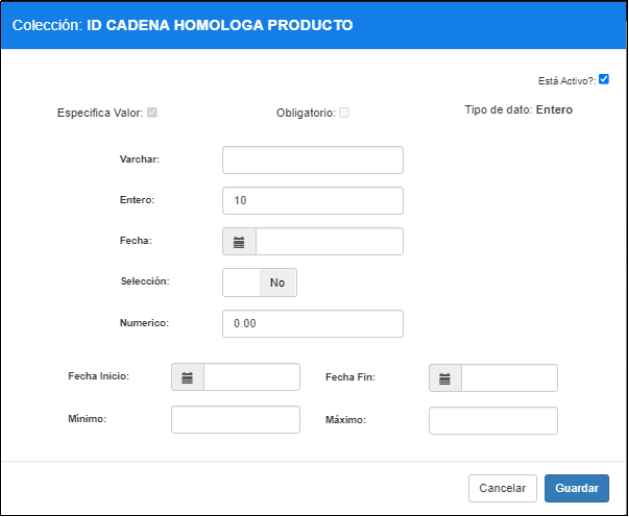 Colección: ID CADENA HOMOLOGA PRODUCTO
Está Activo?:
Especifica Valor:
Obligatorio:
Tipo de dato: Entero
Varchar:
Entero: 10
Fecha:
Selección: No
Numerico: 0.00
Fecha Inicio: Fecha Fin:
Mínimo: Máximo:
Cancelar Guardar